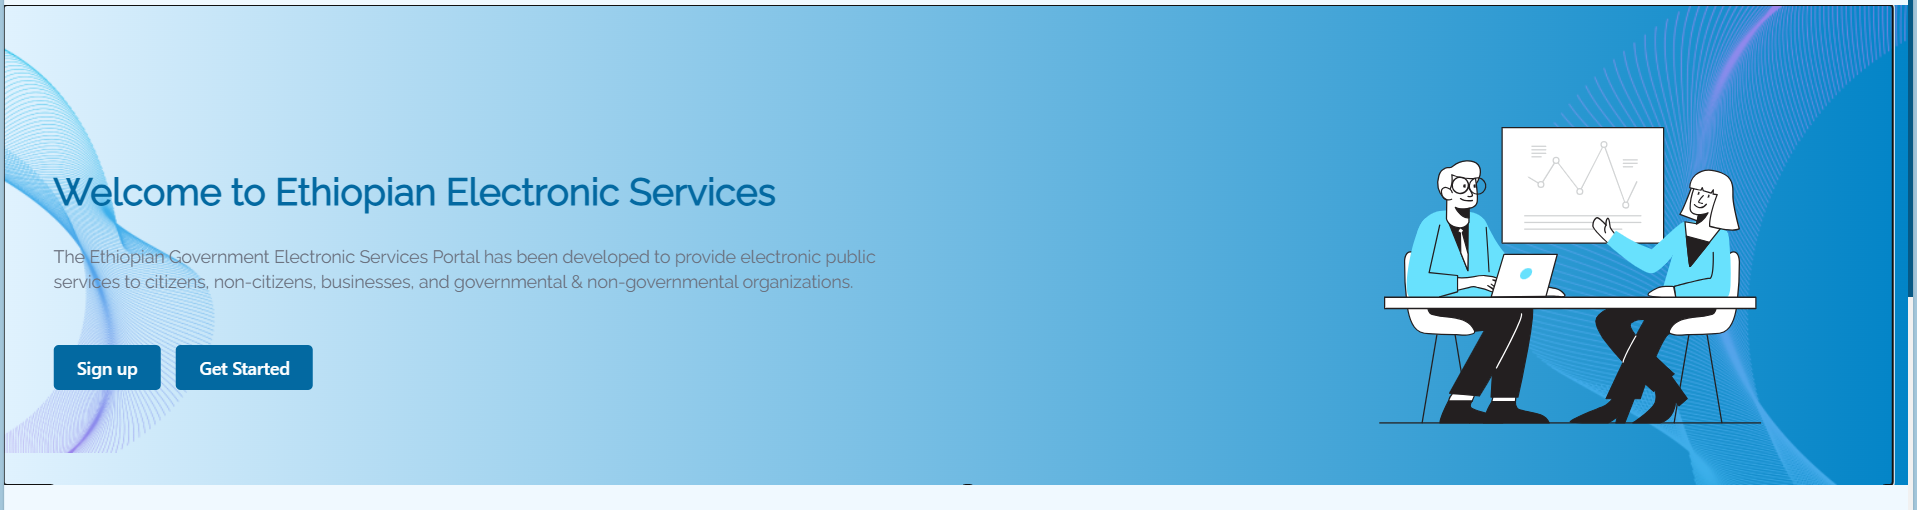 Welcome to Ethiopian Electronic Services
The Ethiopian Government Electronic Services Portal has been developed to provide electronic public
services to citizens, non-citizens, businesses, and governmental & non-governmental organizations.
Sign up
Get Started